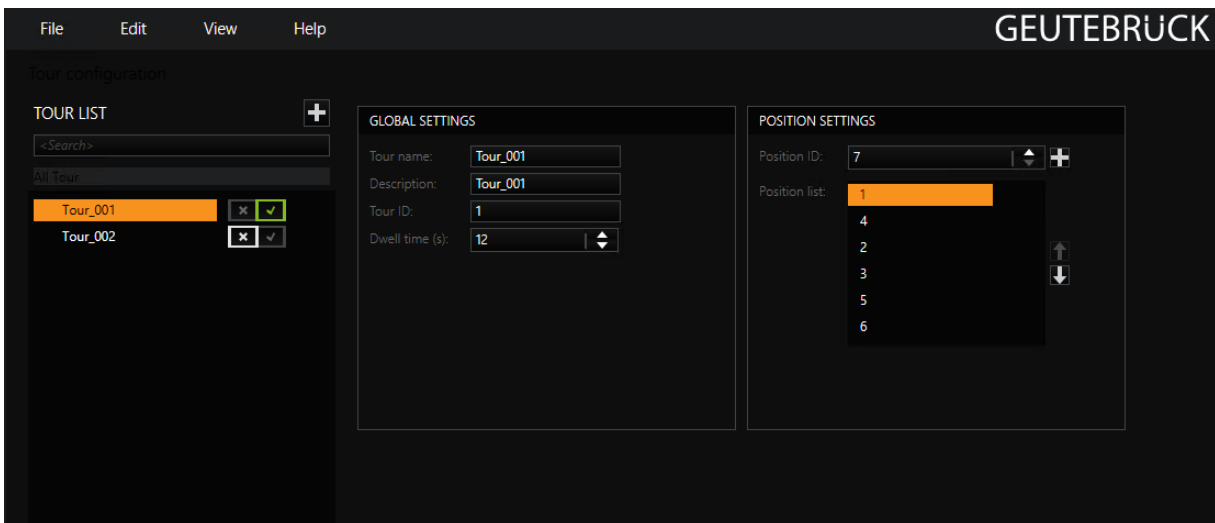 File Edit View Help
GEUTEBRÜCK
Tour configuration
TOUR LIST
<Search>
All Tour
Tour_001
Tour_002
GLOBAL SETTINGS
Tour name: Tour_001
Description: Tour_001
Tour ID: 1
Dwell time (s): 12
POSITION SETTINGS
Position ID: 7
Position list: 1
4
2
3
5
6